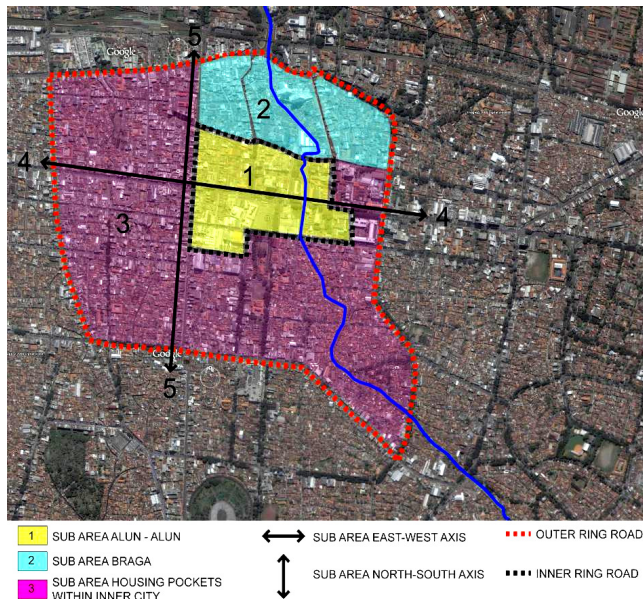 Google
5
2
4
1
4
3
Google
5
1 SUB AREA ALUN - ALUN
2 SUB AREA BRAGA
3 SUB AREA HOUSING POCKETS
WITHIN INNER CITY
SUB AREA EAST-WEST AXIS
SUB AREA NORTH-SOUTH AXIS
OUTER RING ROAD
INNER RING ROAD